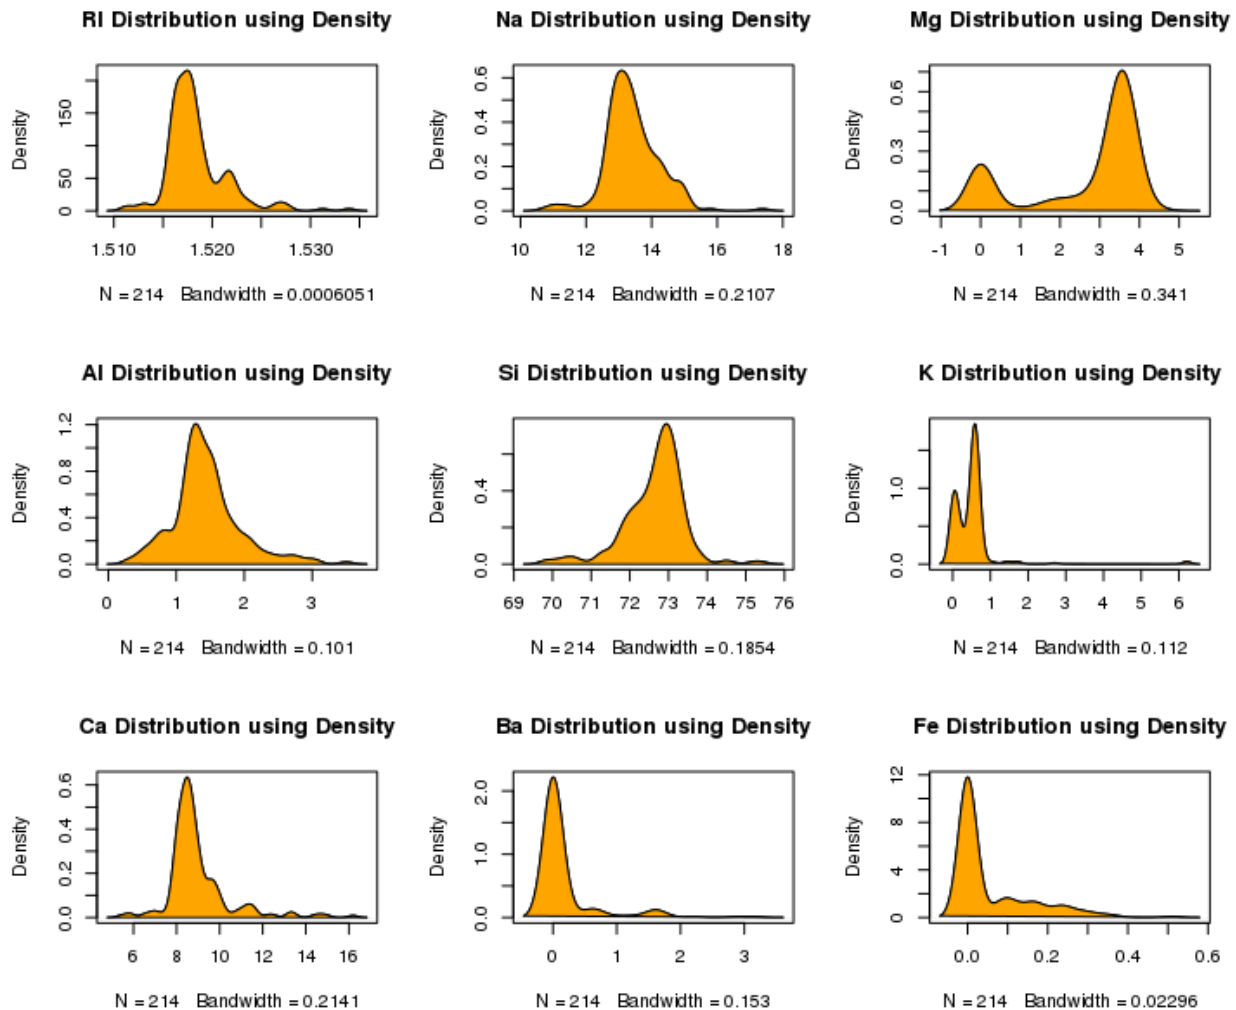 RI Distribution using Density
Density
0 50 150
1.510 1.520 1.530
N = 214 Bandwidth = 0.0006051
Na Distribution using Density
Density
0.0 0.2 0.4 0.6
10 12 14 16 18
N = 214 Bandwidth = 0.2107
Mg Distribution using Density
Density
0.0 0.3 0.6
-1 0 1 2 3 4 5
N = 214 Bandwidth = 0.341
Al Distribution using Density
Density
0.0 0.4 0.8 1.2
0 1 2 3
N = 214 Bandwidth = 0.101
Si Distribution using Density
Density
0.0 0.4
69 70 71 72 73 74 75 76
N = 214 Bandwidth = 0.1854
K Distribution using Density
Density
0.0 1.0
0 1 2 3 4 5 6
N = 214 Bandwidth = 0.112
Ca Distribution using Density
Density
0.0 0.2 0.4 0.6
6 8 10 12 14 16
N = 214 Bandwidth = 0.2141
Ba Distribution using Density
Density
0.0 1.0 2.0
0 1 2 3
N = 214 Bandwidth = 0.153
Fe Distribution using Density
Density
0 4 8 12
0.0 0.2 0.4 0.6
N = 214 Bandwidth = 0.02296